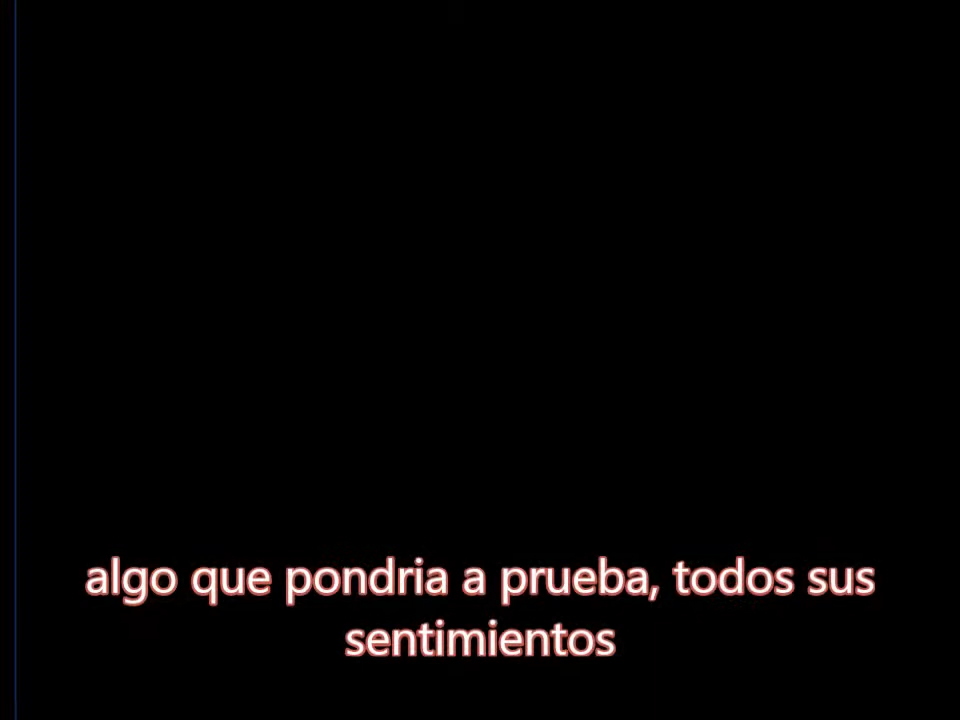 algo que pondria a prueba, todos sus
sentimientos